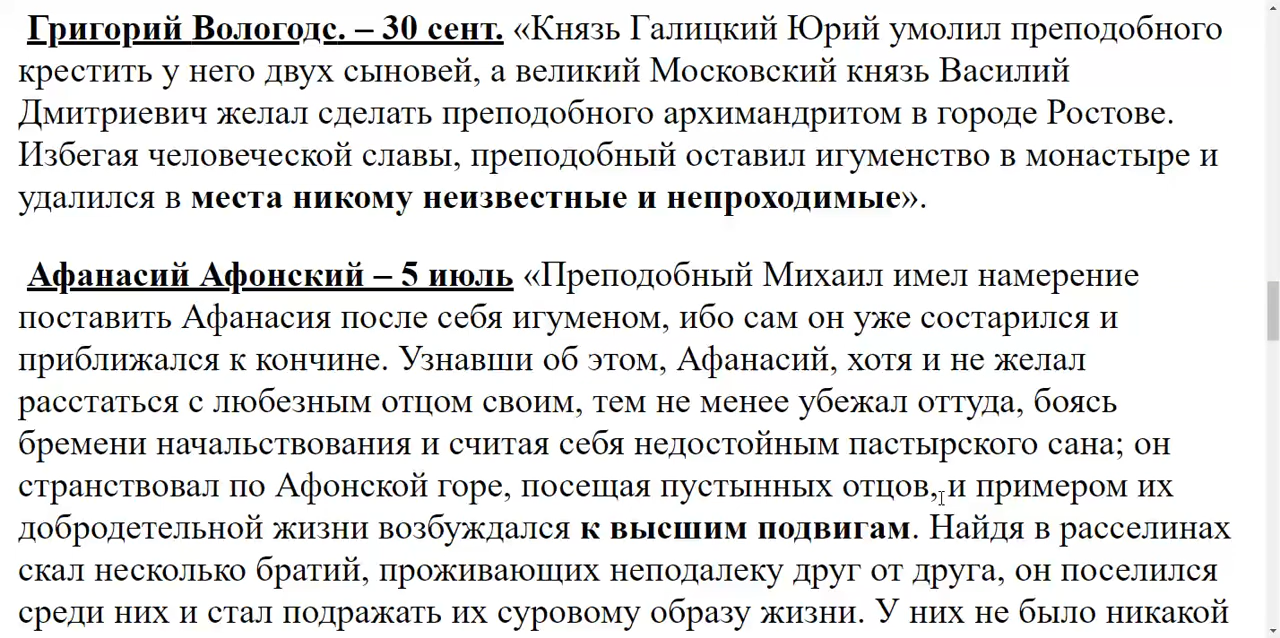 Григорий Вологодс. – 30 сент. «Князь Галицкий Юрий умолил преподобного
крестить у него двух сыновей, а великий Московский князь Василий
Дмитриевич желал сделать преподобного архимандритом в городе Ростове.
Избегая человеческой славы, преподобный оставил игуменство в монастыре и
удалился в места никому неизвестные и непроходимые».
Афанасий Афонский – 5 июль «Преподобный Михаил имел намерение
поставить Афанасия после себя игуменом, ибо сам он уже состарился и
приближался к кончине. Узнавши об этом, Афанасий, хотя и не желал
расстаться с любезным отцом своим, тем не менее убежал оттуда, боясь
бремени начальствования и считая себя недостойным пастырского сана; он
странствовал по Афонской горе, посещая пустынных отцов, и примером их
добродетельной жизни возбуждался к высшим подвигам. Найдя в расселинах
скал несколько братий, проживающих неподалеку друг от друга, он поселился
среди них и стал подражать их суровому образу жизни. У них не было никакой